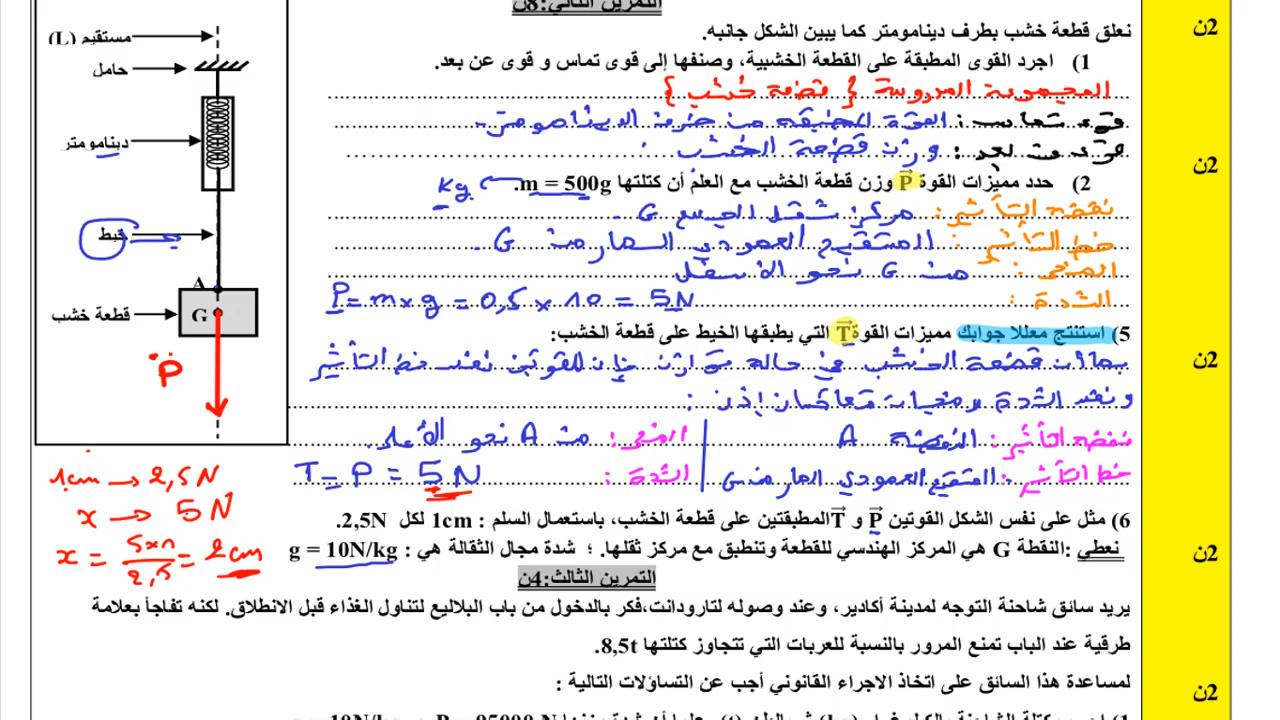 التمرين الثاني:8ن
2ن
نعلق قطعة خشب بطرف دينامومتر كما يبين الشكل جانبه.
1) اجرد القوى المطبقة على القطعة الخشبية، وصنفها إلى قوى تماس و قوى عن بعد.
المجموعة المدروسة { قطعة خشب }
قوى تماس : القوة المطبقة من طرف الدينامومتر.
قوى عن بعد : وزن قطعة الخشب.
2ن
2) حدد مميزات القوة P وزن قطعة الخشب مع العلم أن كتلتها m = 500g.
Kg
نقطة التأثير : مركز ثقل الجسم G.
خط التأثير : المستقيم العمودي المار من G.
المنحى : من G نحو الأسفل
الشدة : P = m x g = 0,5 x 10 = 5N
5) استنتج معللا جوابك مميزات القوة T التي يطبقها الخيط على قطعة الخشب:
2ن
بما أن قطعة الخشب في حالة توازن فإن للقوتين نفس خط التأثير
ونفس الشدة ومنحيان متعاكسان إذن :
نقطة التأثير : النقطة A
المنحى : من A نحو الأعلى.
خط التأثير : المستقيم العمودي المار من G
الشدة : T = P = 5 N
6) مثل على نفس الشكل القوتين P و T المطبقتين على قطعة الخشب، باستعمال السلم : 1cm لكل 2,5N.
2ن
نعطي :النقطة G هي المركز الهندسي للقطعة وتنطبق مع مركز ثقلها. ؛ شدة مجال الثقالة هي : g = 10N/kg
مستقيم (L)
حامل
دينامومتر
خيط
A
قطعة خشب
G
P
1cm → 2,5N
x → 5N
x = 5x1/2,5 = 2cm
التمرين الثالث:4ن
يريد سائق شاحنة التوجه لمدينة أكادير، وعند وصوله لتارودانت،فكر بالدخول من باب البلاليع لتناول الغذاء قبل الانطلاق. لكنه تفاجأ بعلامة
طرقية عند الباب تمنع المرور بالنسبة للعربات التي تتجاوز كتلتها 8,5t.
لمساعدة هذا السائق على اتخاذ الاجراء القانوني أجب عن التساؤلات التالية :
2ن